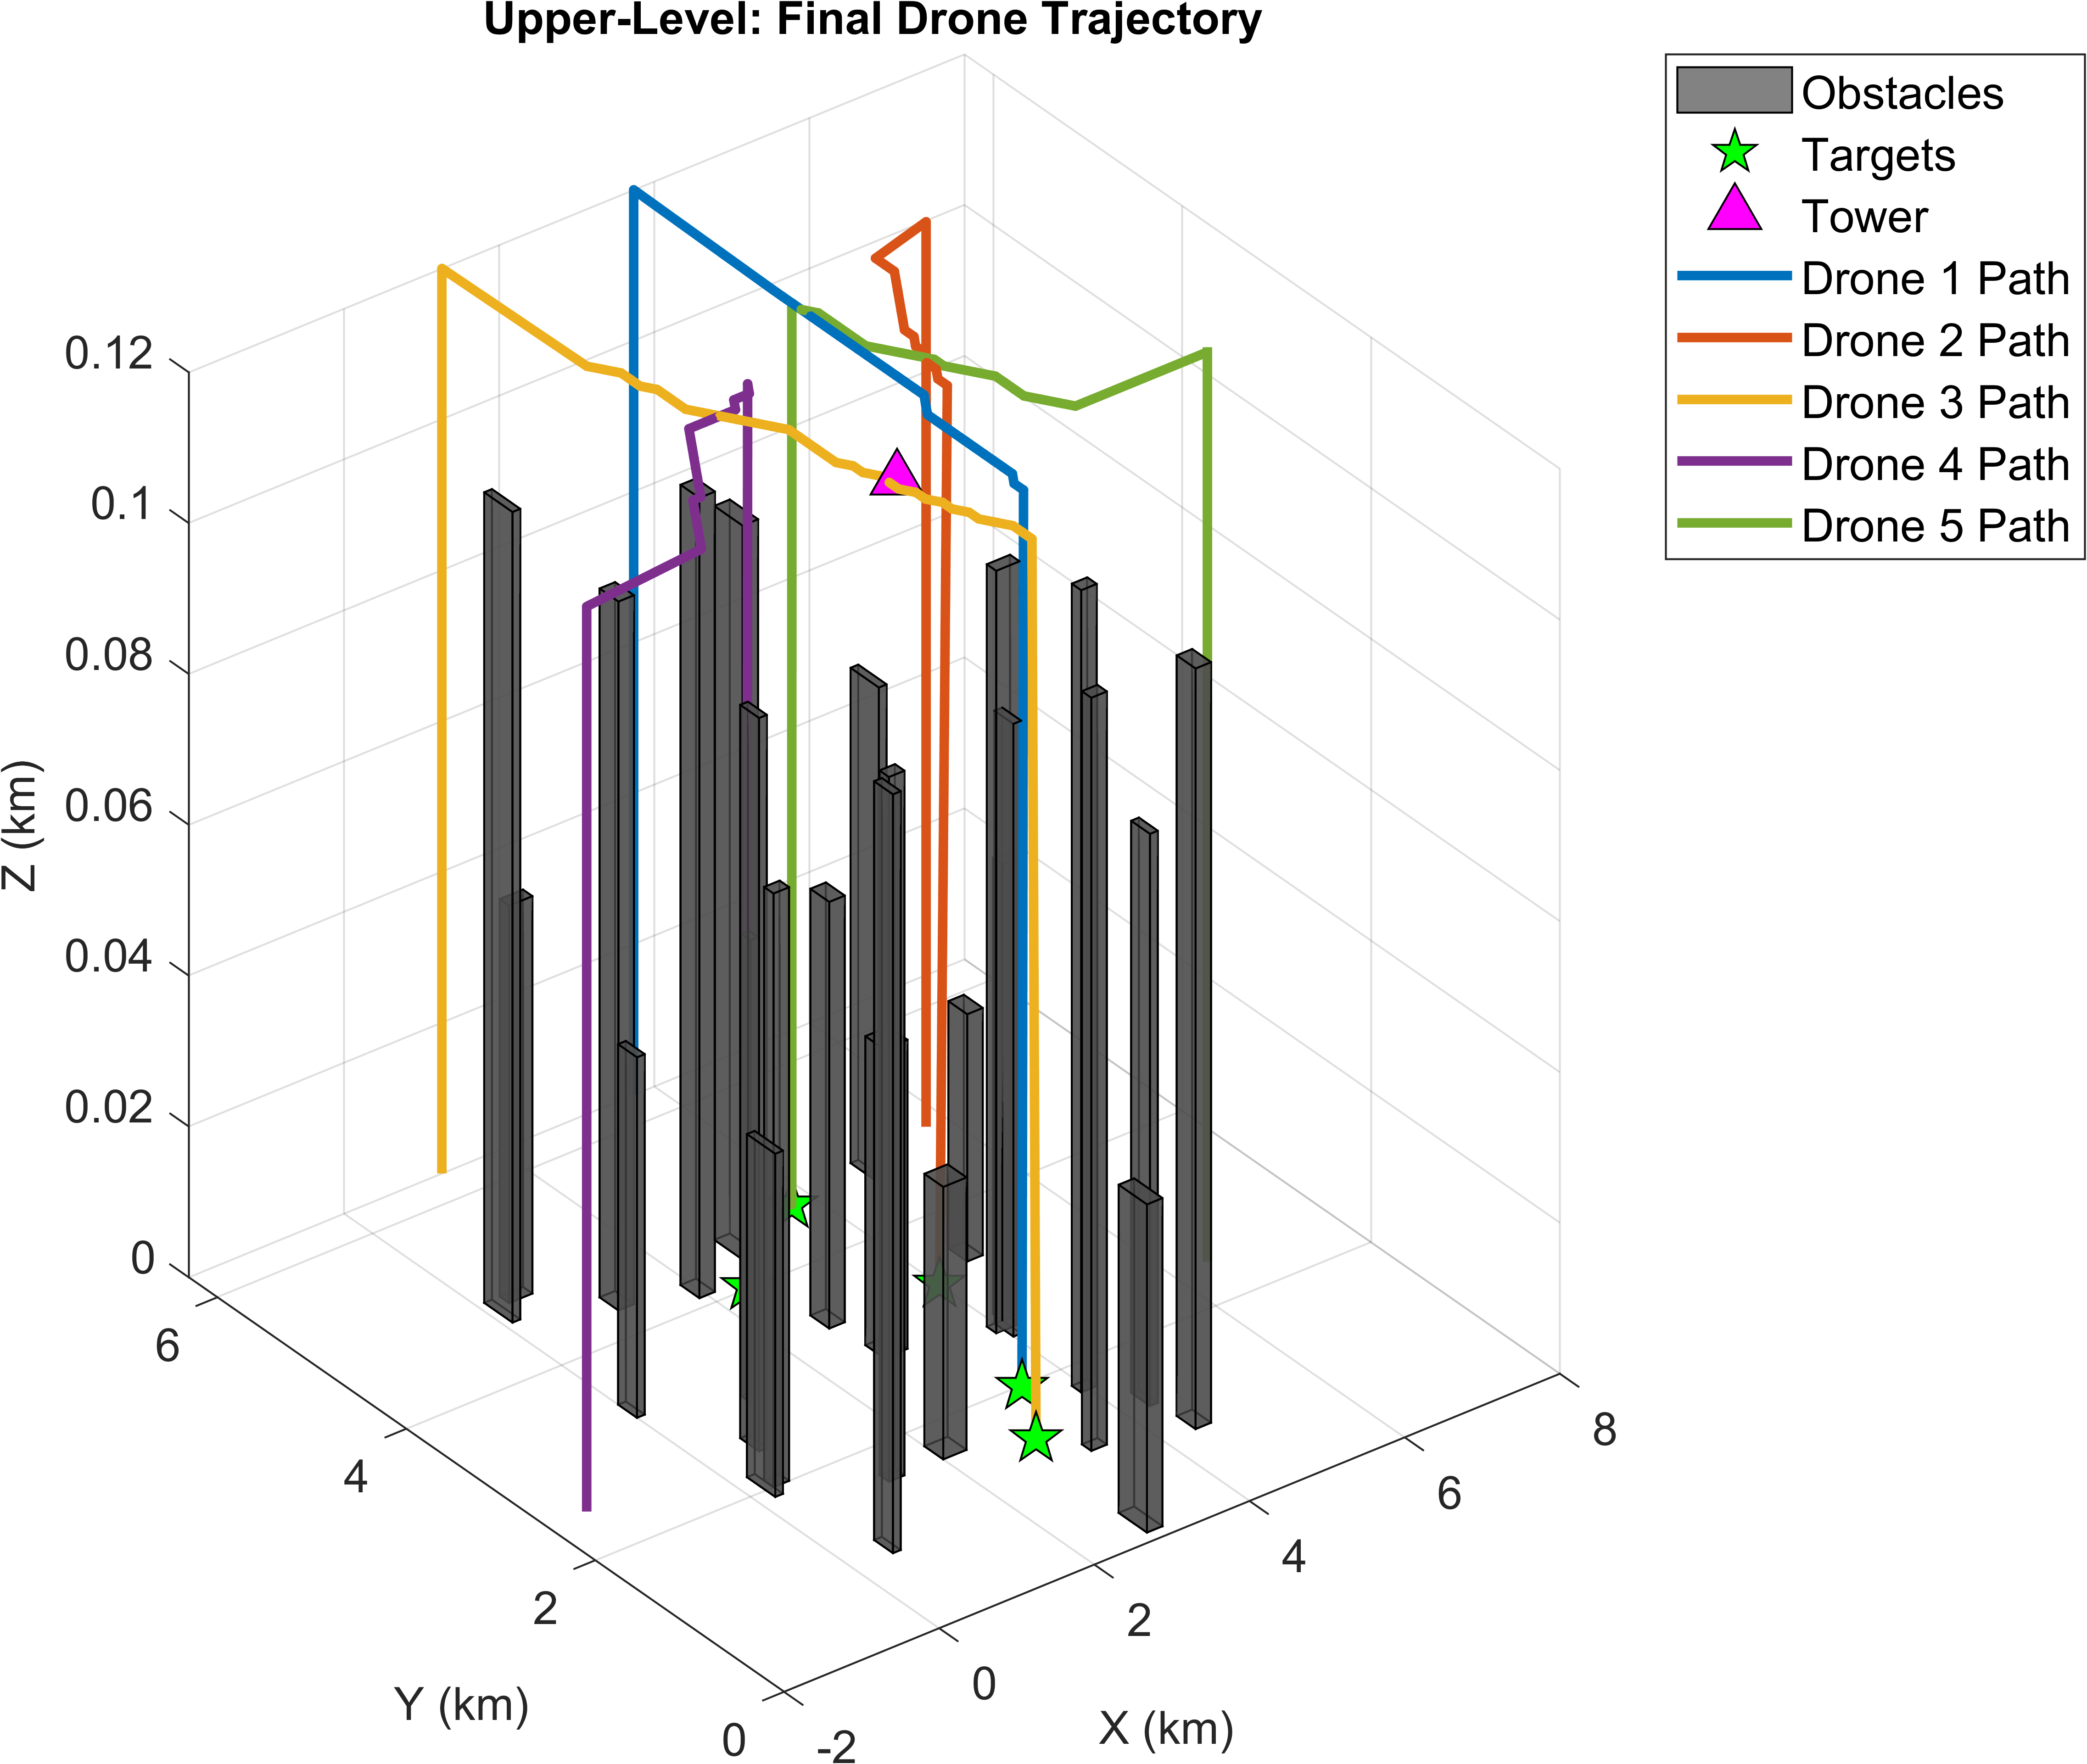 Upper-Level: Final Drone Trajectory
Obstacles
Targets
Tower
Drone 1 Path
Drone 2 Path
Drone 3 Path
Drone 4 Path
Drone 5 Path
0.12
0.1
0.08
0.06
0.04
0.02
0
Z (km)
6
4
2
0
Y (km)
-2
0
2
4
6
8
X (km)